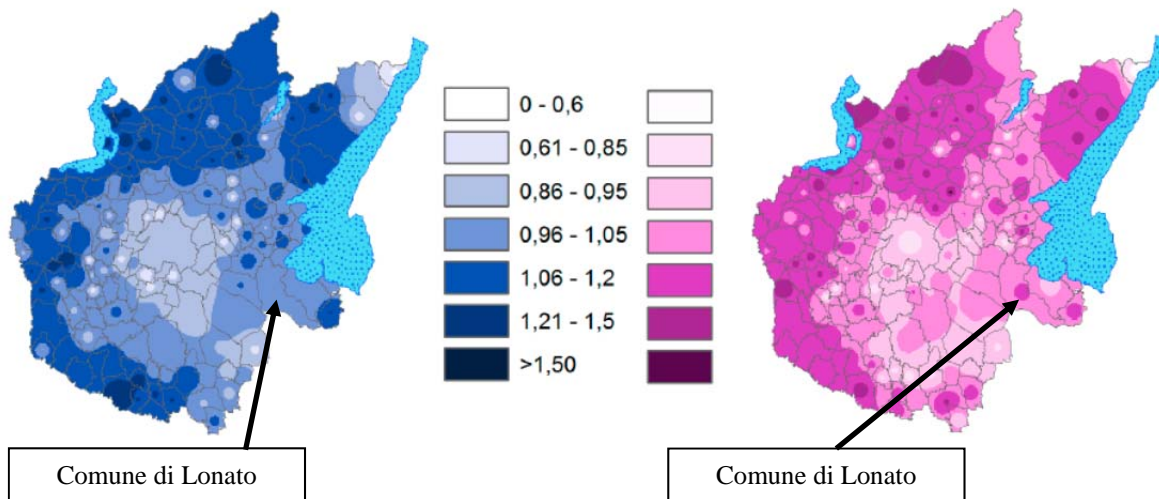 0 - 0,6
0,61 - 0,85
0,86 - 0,95
0,96 - 1,05
1,06 - 1,2
1,21 - 1,5
>1,50
Comune di Lonato
Comune di Lonato